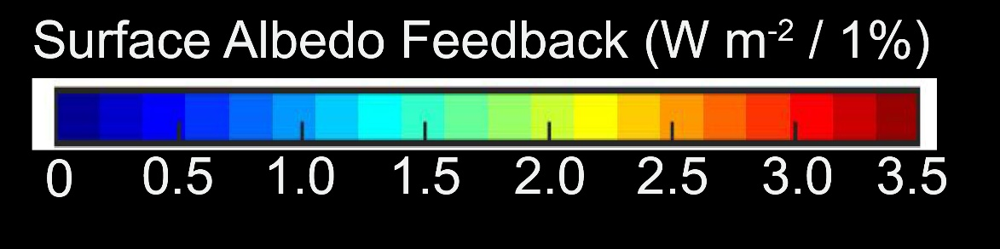 Surface Albedo Feedback (W m⁻² / 1%)
0 0.5 1.0 1.5 2.0 2.5 3.0 3.5